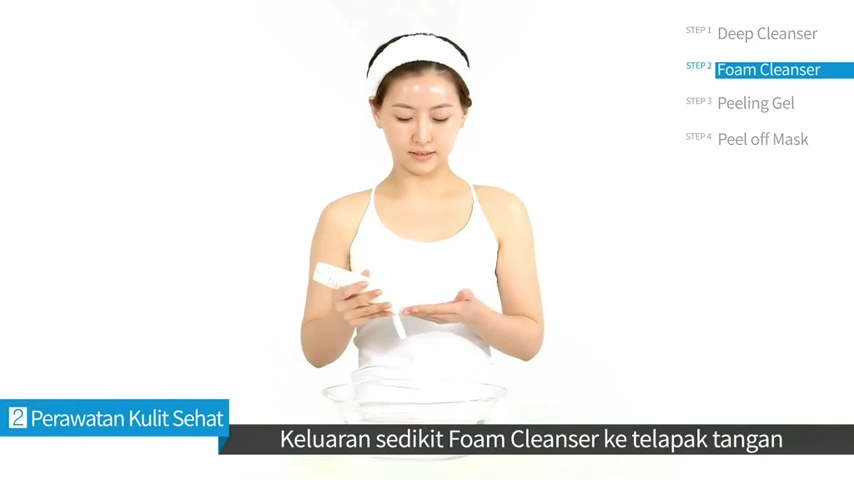 STEP 1 Deep Cleanser
STEP 2 Foam Cleanser
STEP 3 Peeling Gel
STEP 4 Peel off Mask
2 Perawatan Kulit Sehat
Keluaran sedikit Foam Cleanser ke telapak tangan